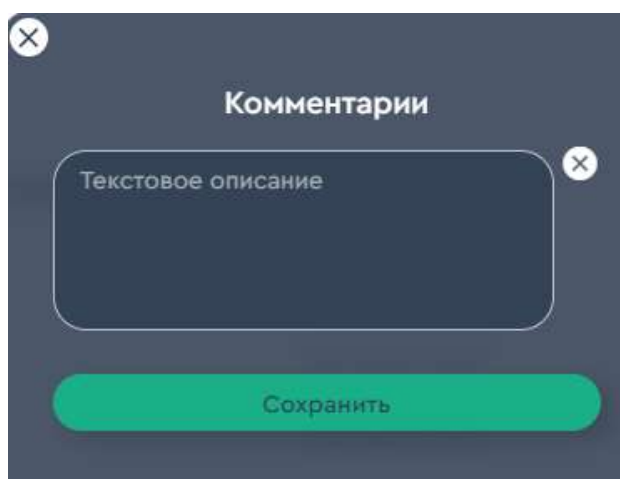 Комментарии
Текстовое описание
Сохранить